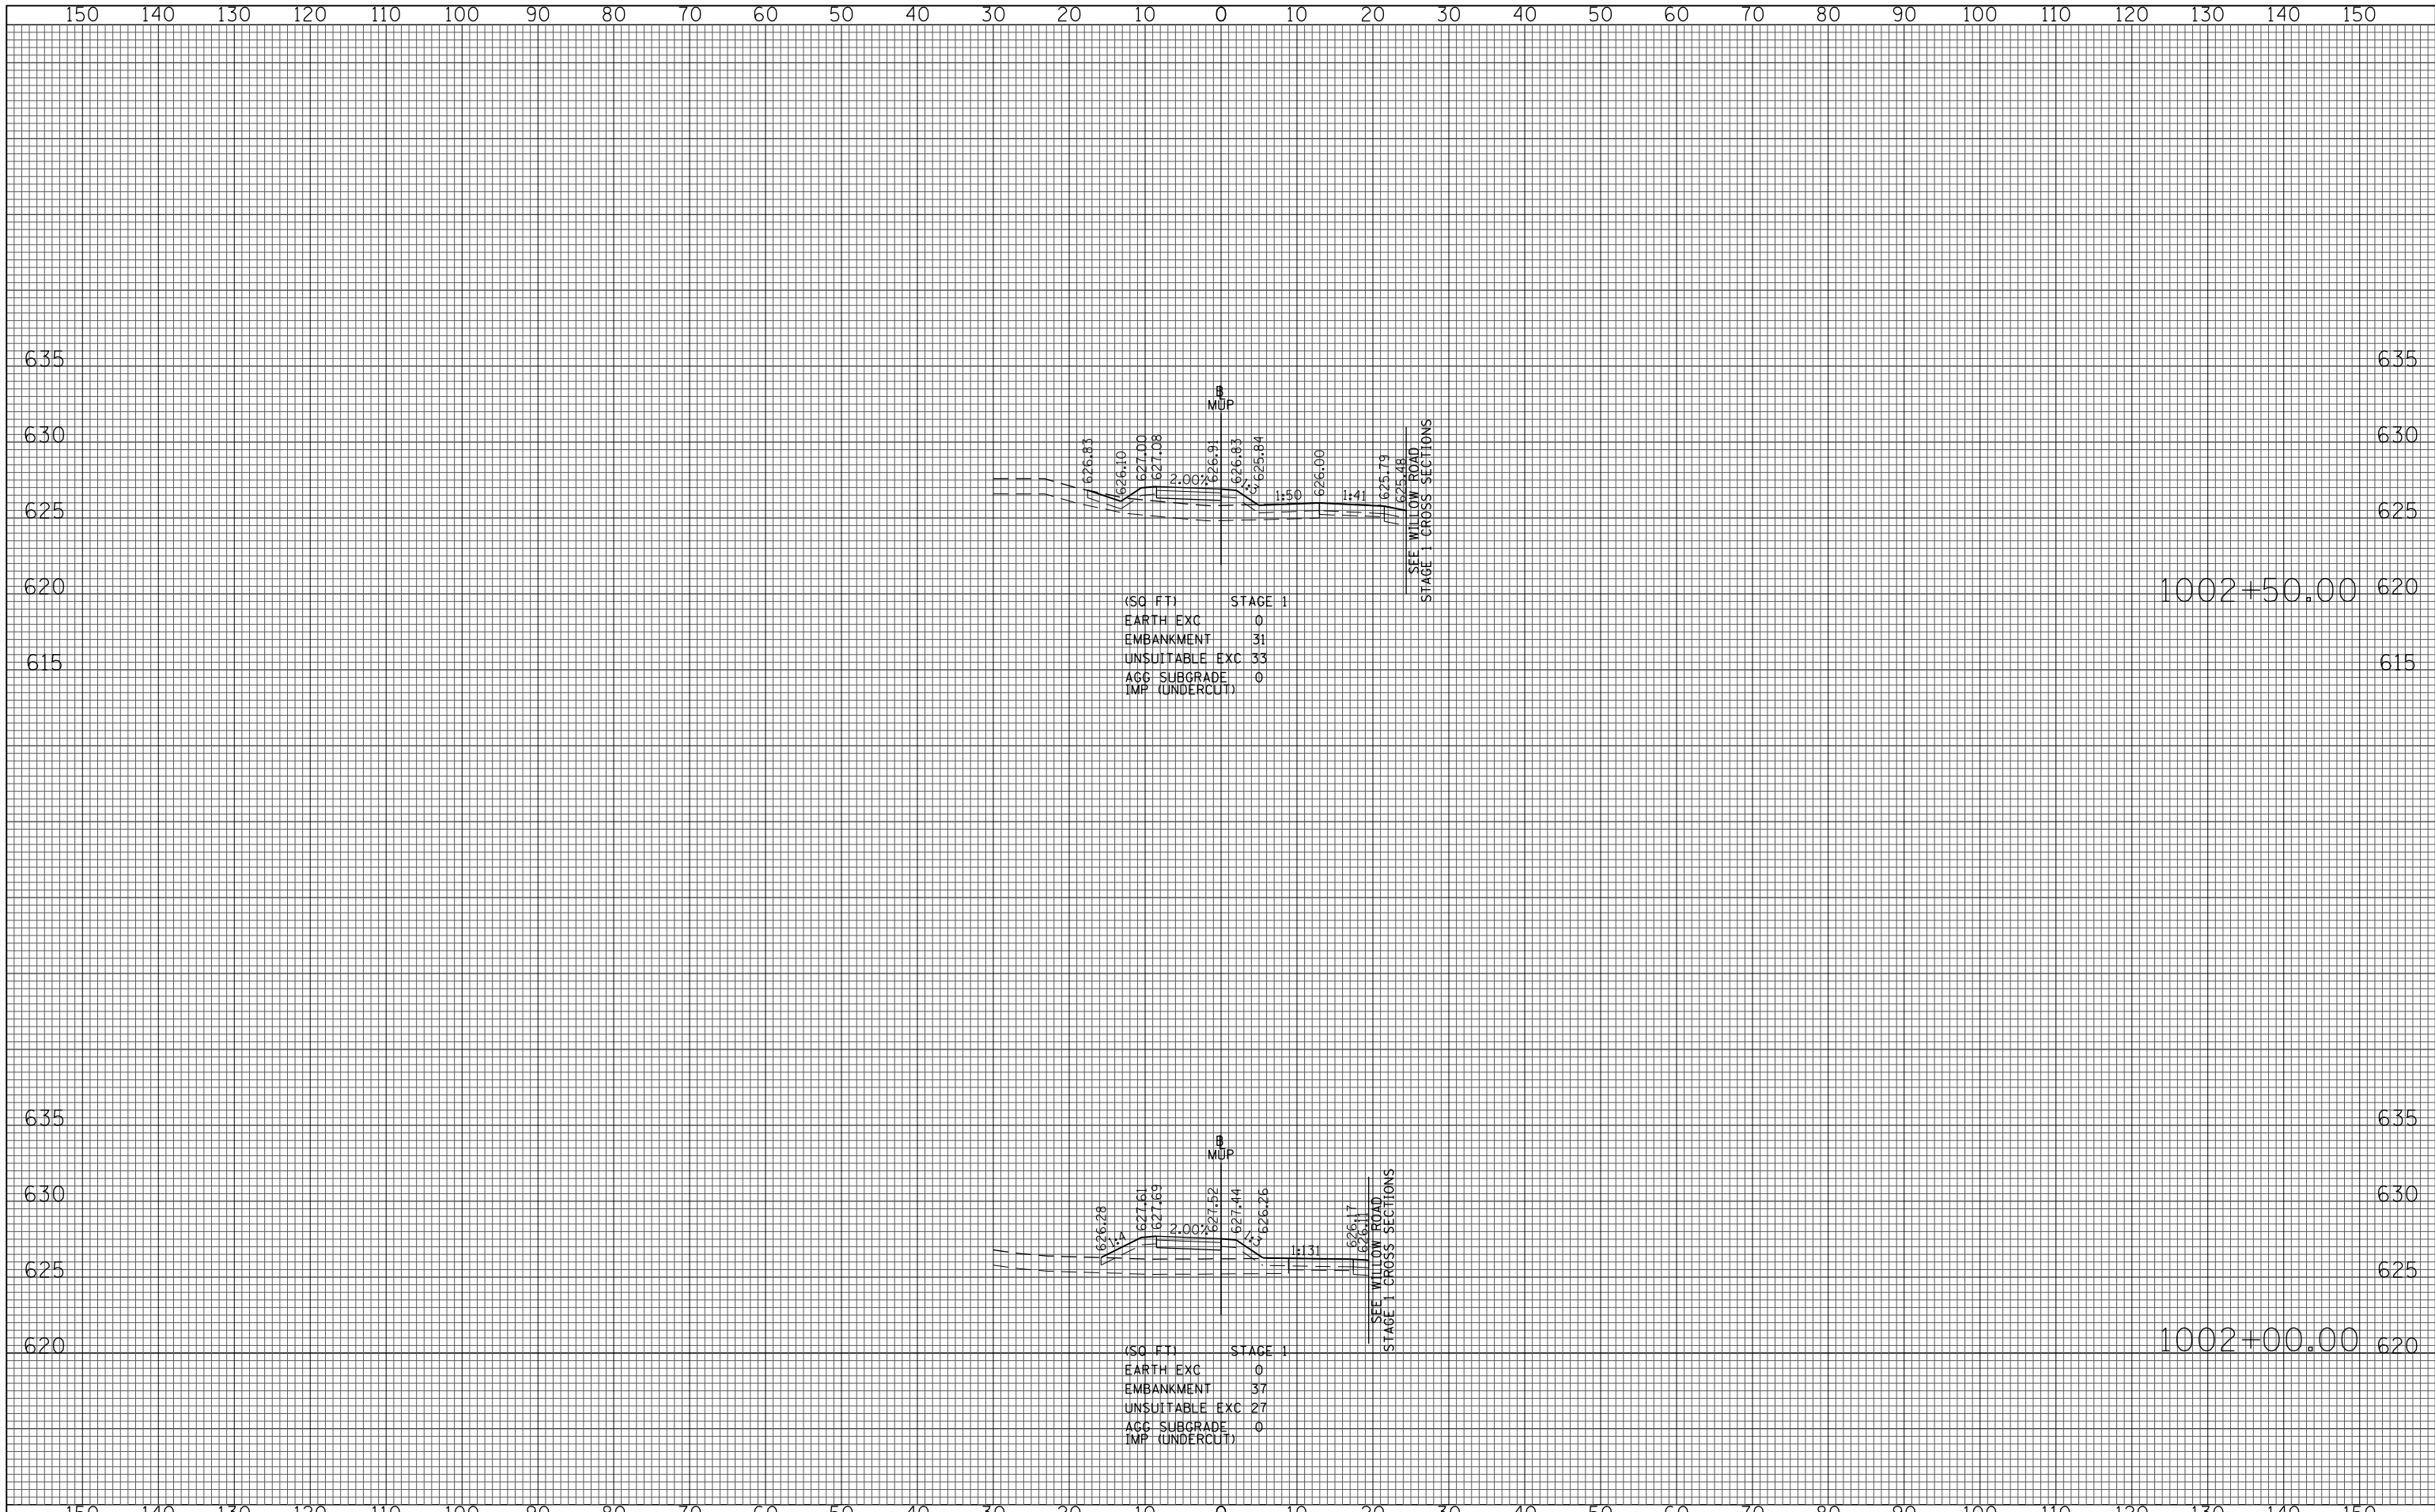 150 140 130 120 110 100 90 80 70 60 50 40 30 20 10 0 10 20 30 40 50 60 70 80 90 100 110 120 130 140 150
635 635
B
MUP
630 630
626.83 626.10 627.00 627.08 2.00% 626.91 626.83 1:3 625.84 1:50 626.00 1:41 625.79 625.48
SEE WILLOW ROAD
STAGE 1 CROSS SECTIONS
625 625
620 1002+50.00 620
(SQ FT) STAGE 1
EARTH EXC 0
EMBANKMENT 31
UNSUITABLE EXC 33
AGG SUBGRADE 0
IMP (UNDERCUT)
615 615
635 635
B
MUP
630 630
626.28 1:4 627.61 627.69 2.00% 627.52 627.44 1:3 626.26 1:131 626.17 626.11
SEE WILLOW ROAD
STAGE 1 CROSS SECTIONS
625 625
620 1002+00.00 620
(SQ FT) STAGE 1
EARTH EXC 0
EMBANKMENT 37
UNSUITABLE EXC 27
AGG SUBGRADE 0
IMP (UNDERCUT)
150 140 130 120 110 100 90 80 70 60 50 40 30 20 10 0 10 20 30 40 50 60 70 80 90 100 110 120 130 140 150